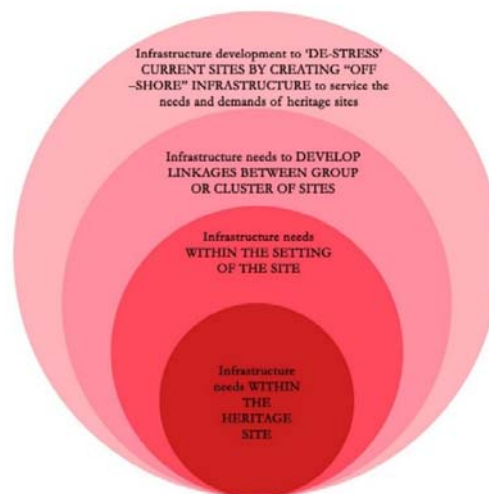 Infrastructure development to ‘DE-STRESS’
CURRENT SITES BY CREATING “OFF
–SHORE” INFRASTRUCTURE to service the
needs and demands of heritage sites
Infrastructure needs to DEVELOP
LINKAGES BETWEEN GROUP
OR CLUSTER OF SITES
Infrastructure needs
WITHIN THE SETTING
OF THE SITE
Infrastructure
needs WITHIN
THE
HERITAGE
SITE